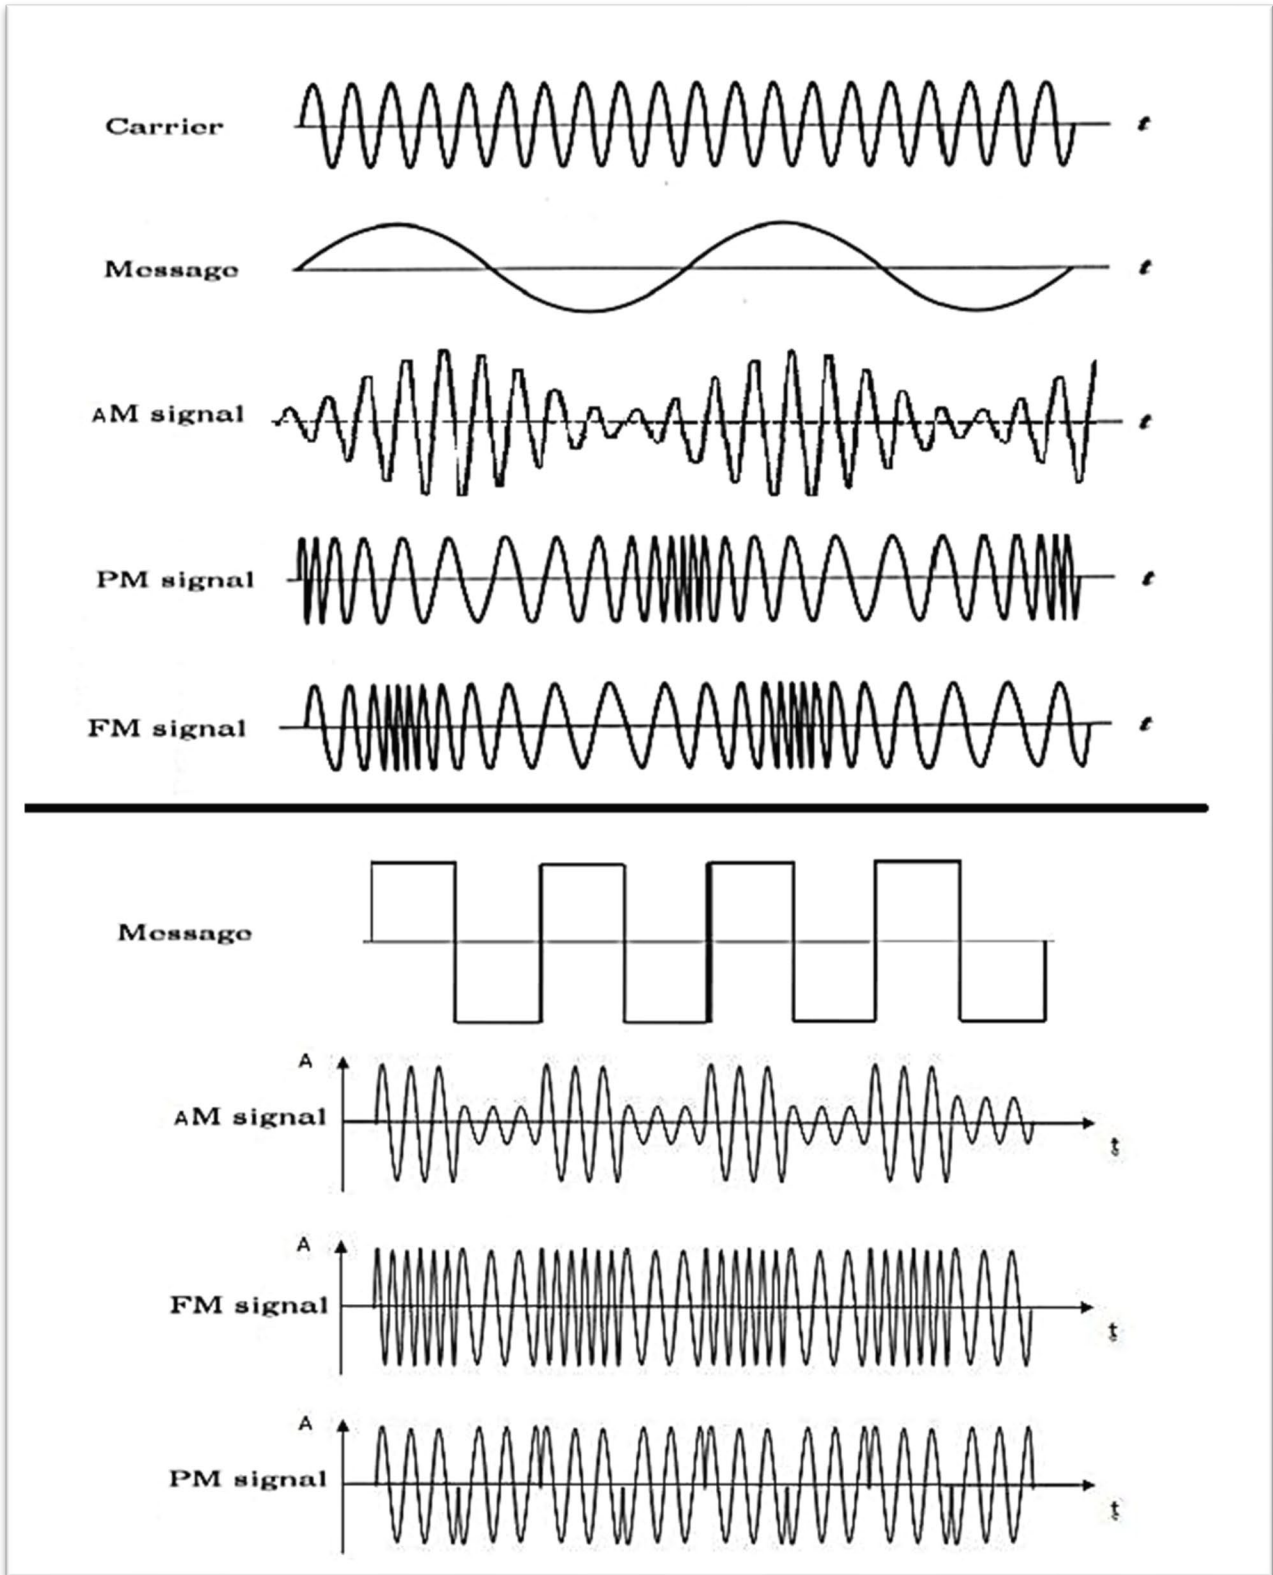 Carrier t
Message t
AM signal t
PM signal t
FM signal t
Message
A
AM signal t
A
FM signal t
A
PM signal t